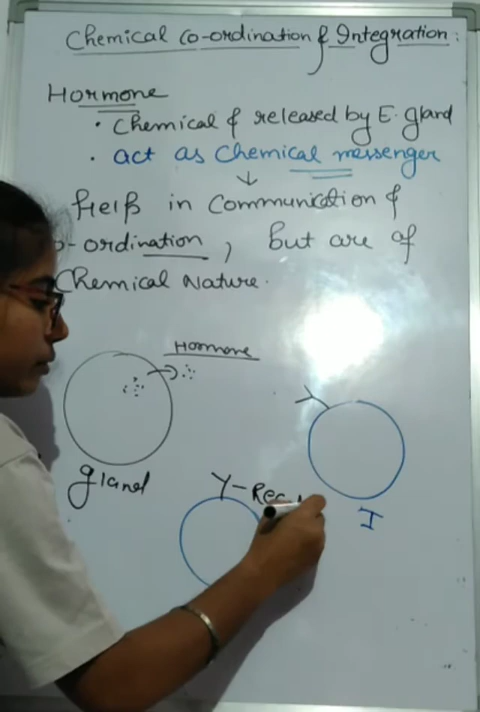 Chemical Co-ordination & Integration :
Hormone
• Chemical & released by E. gland
• act as Chemical messenger
↓
Help in Communication &
o-ordination, but are of
Chemical Nature.
Hormone
gland
Y-Rec
I